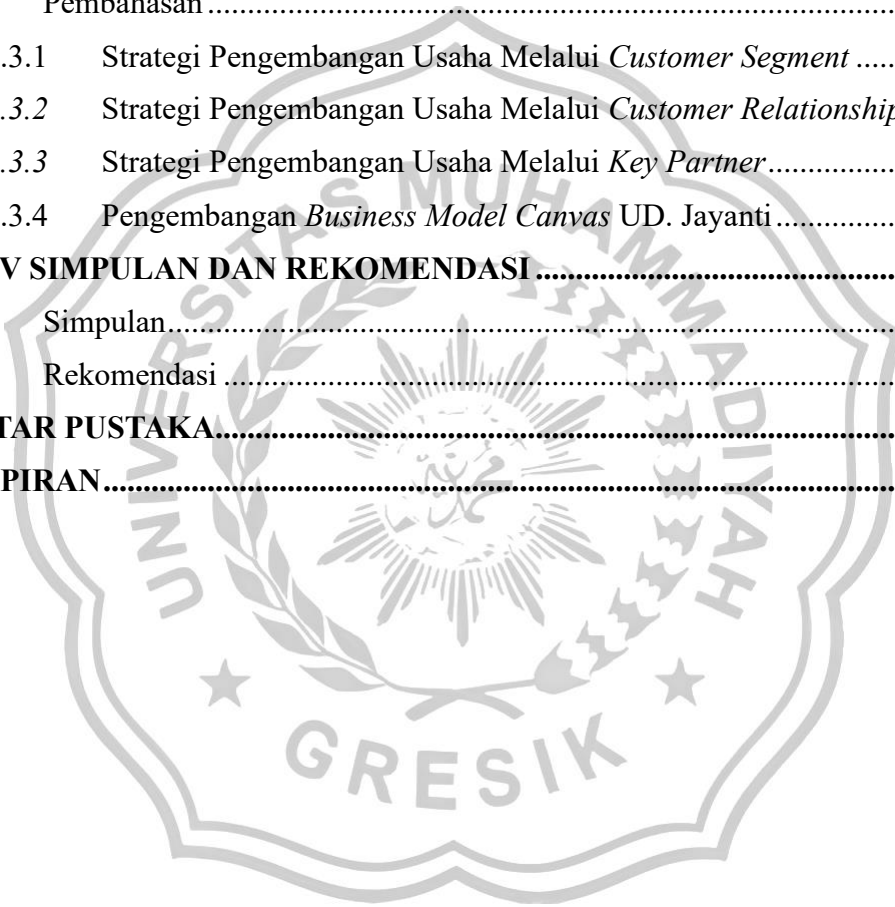 Pembahasan........................................................................
.3.1 Strategi Pengembangan Usaha Melalui Customer Segment ......
.3.2 Strategi Pengembangan Usaha Melalui Customer Relationship
.3.3 Strategi Pengembangan Usaha Melalui Key Partner..............
.3.4 Pengembangan Business Model Canvas UD. Jayanti.............
V SIMPULAN DAN REKOMENDASI..........................................
Simpulan...........................................................................
Rekomendasi......................................................................
TAR PUSTAKA.....................................................................
PIRAN................................................................................
UNIVERSITAS MUHAMMADIYAH
GRESIK